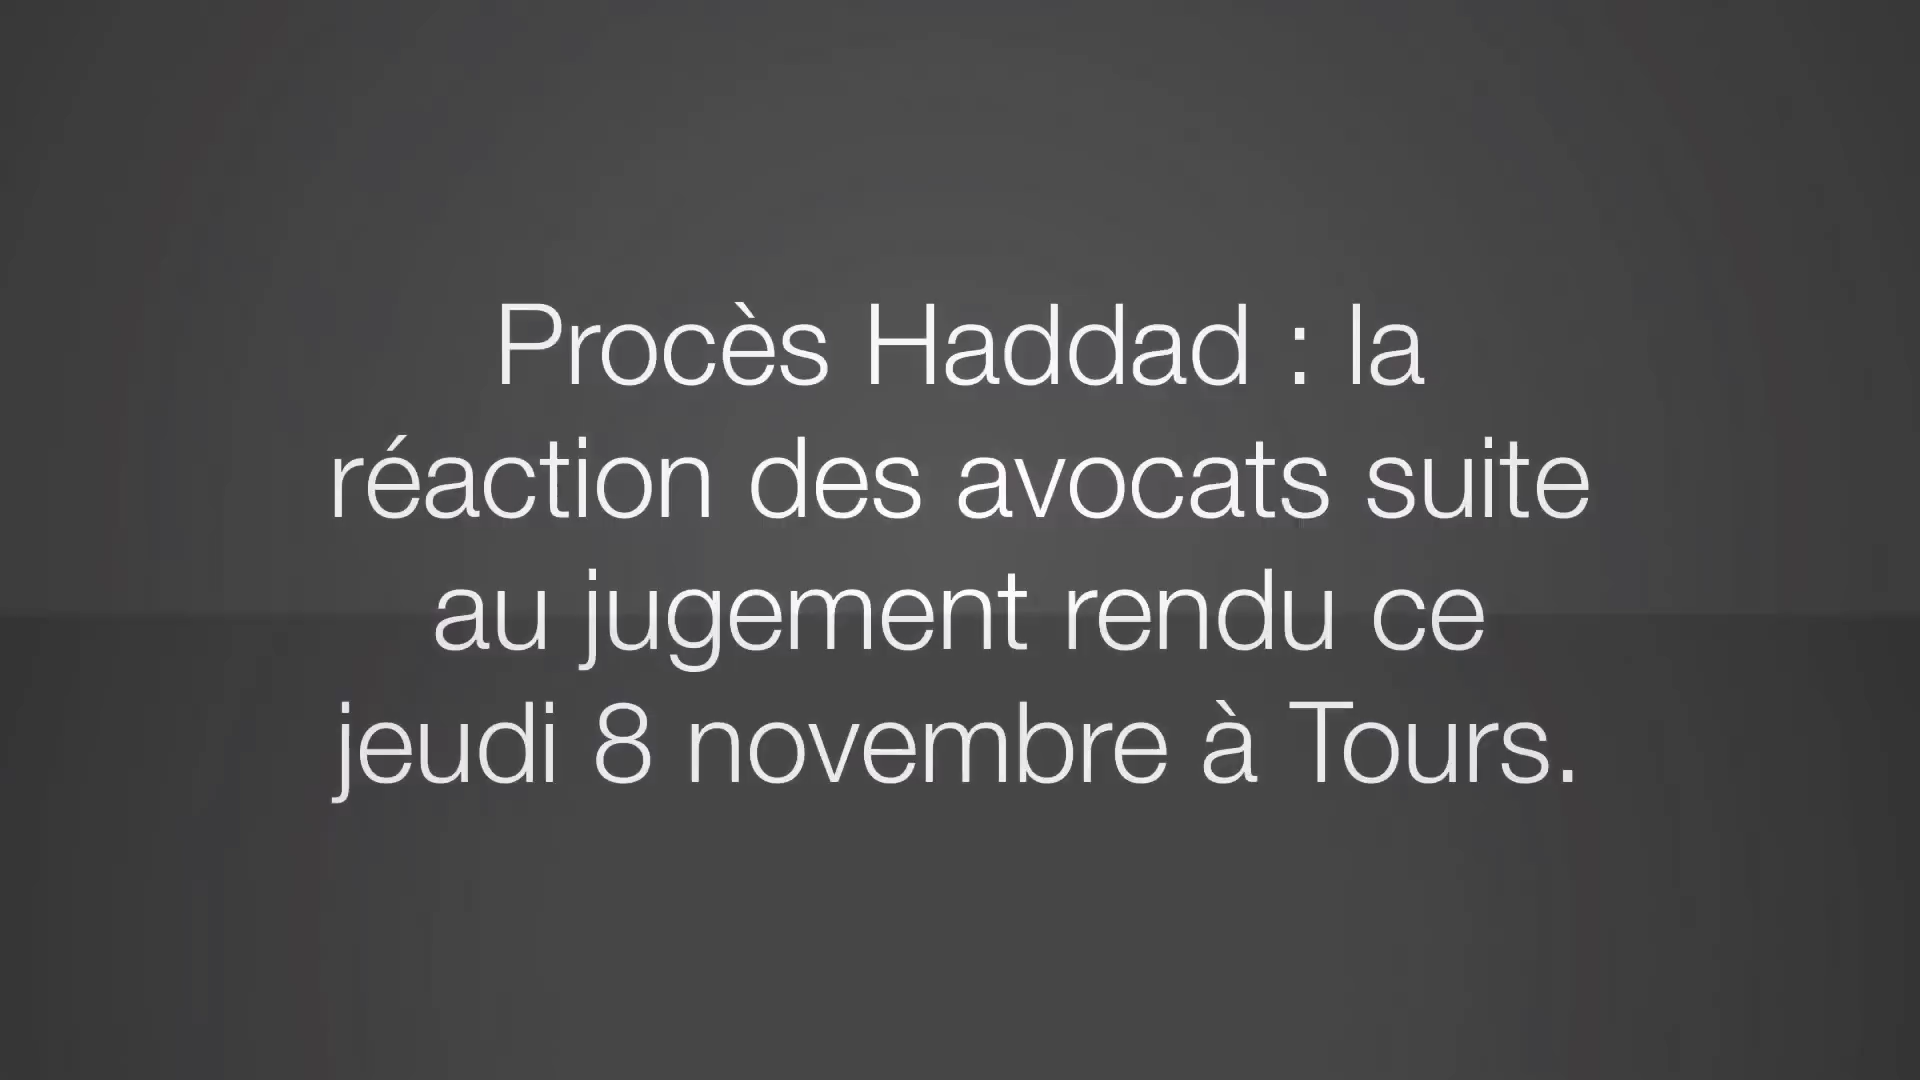 Procès Haddad : la
réaction des avocats suite
au jugement rendu ce
jeudi 8 novembre à Tours.